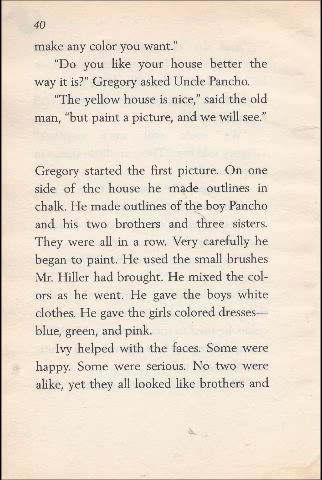 40
make any color you want."
"Do you like your house better the
way it is?" Gregory asked Uncle Pancho.
"The yellow house is nice," said the old
man, "but paint a picture, and we will see."
Gregory started the first picture. On one
side of the house he made outlines in
chalk. He made outlines of the boy Pancho
and his two brothers and three sisters.
They were all in a row. Very carefully he
began to paint. He used the small brushes
Mr. Hiller had brought. He mixed the col-
ors as he went. He gave the boys white
clothes. He gave the girls colored dresses—
blue, green, and pink.
Ivy helped with the faces. Some were
happy. Some were serious. No two were
alike, yet they all looked like brothers and